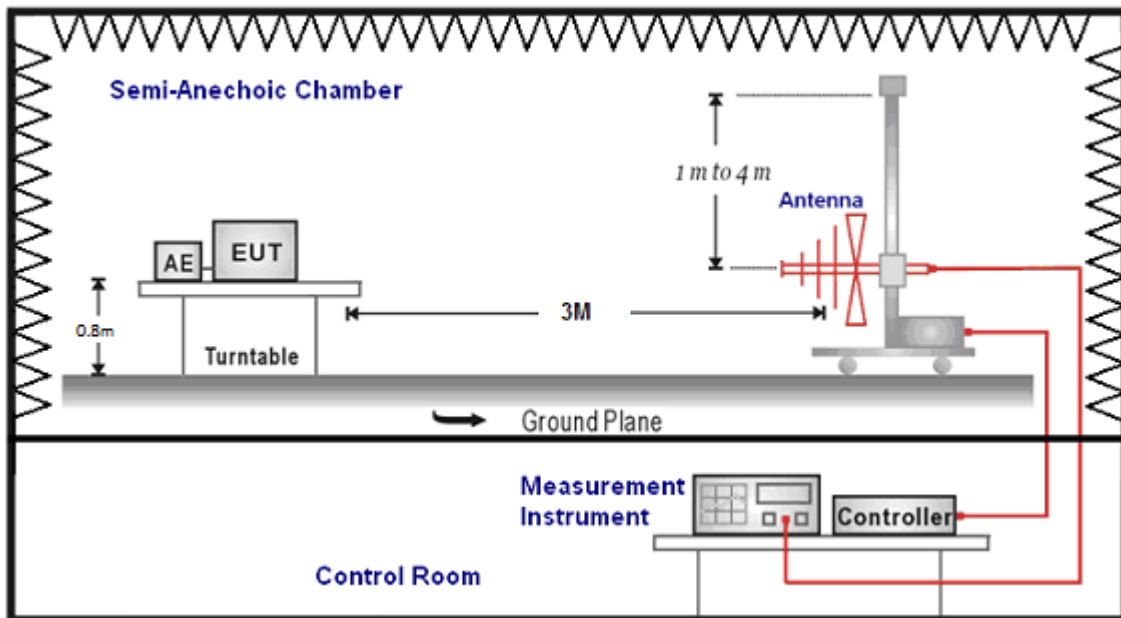 Semi-Anechoic Chamber
1 m to 4 m
Antenna
AE
EUT
0.8m
3M
Turntable
Ground Plane
Measurement
Instrument
Controller
Control Room